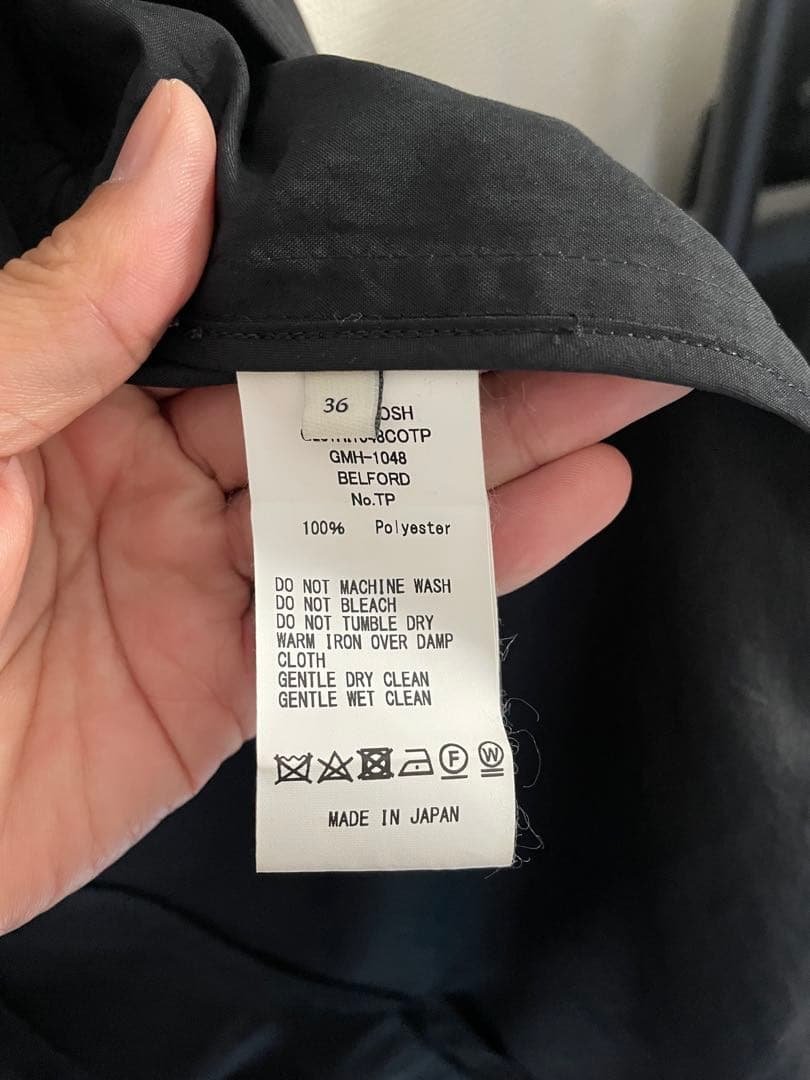 36
OSH
COTP
GMH-1048
BELFORD
No.TP
100% Polyester
DO NOT MACHINE WASH
DO NOT BLEACH
DO NOT TUMBLE DRY
WARM IRON OVER DAMP
CLOTH
GENTLE DRY CLEAN
GENTLE WET CLEAN
F W
MADE IN JAPAN